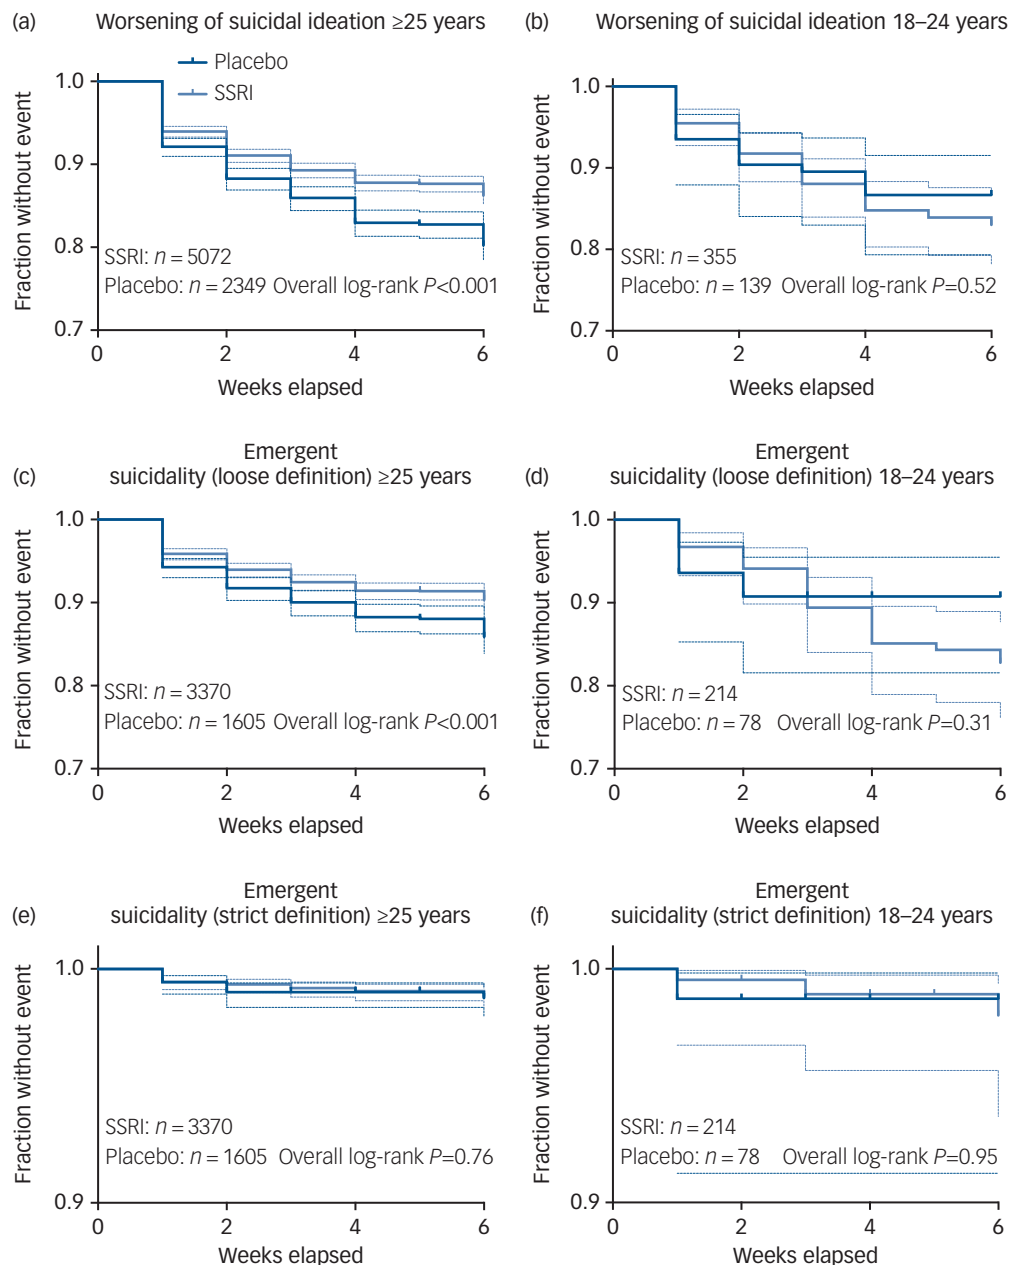 (a) Worsening of suicidal ideation ≥25 years
Placebo
SSRI
Fraction without event
1.0
0.9
0.8
0.7
SSRI: n = 5072
Placebo: n = 2349 Overall log-rank P<0.001
0 2 4 6
Weeks elapsed
(b) Worsening of suicidal ideation 18–24 years
Fraction without event
1.0
0.9
0.8
0.7
SSRI: n = 355
Placebo: n = 139 Overall log-rank P=0.52
0 2 4 6
Weeks elapsed
Emergent
(c) suicidality (loose definition) ≥25 years
Fraction without event
1.0
0.9
0.8
0.7
SSRI: n = 3370
Placebo: n = 1605 Overall log-rank P<0.001
0 2 4 6
Weeks elapsed
Emergent
(d) suicidality (loose definition) 18–24 years
Fraction without event
1.0
0.9
0.8
0.7
SSRI: n = 214
Placebo: n = 78 Overall log-rank P=0.31
0 2 4 6
Weeks elapsed
Emergent
(e) suicidality (strict definition) ≥25 years
Fraction without event
1.0
0.9
SSRI: n = 3370
Placebo: n = 1605 Overall log-rank P=0.76
0 2 4 6
Weeks elapsed
Emergent
(f) suicidality (strict definition) 18–24 years
Fraction without event
1.0
0.9
SSRI: n = 214
Placebo: n = 78 Overall log-rank P=0.95
0 2 4 6
Weeks elapsed